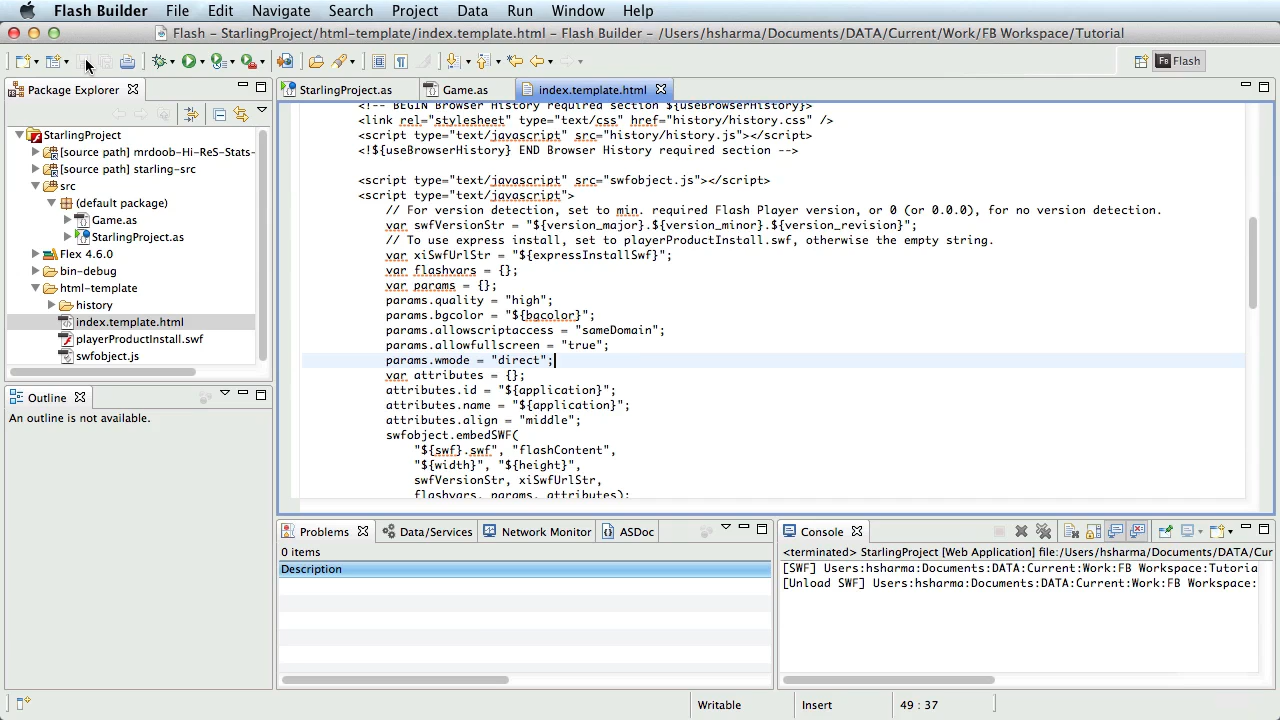 Flash Builder File Edit Navigate Search Project Data Run Window Help
Flash - StarlingProject/html-template/index.template.html - Flash Builder - /Users/hsharma/Documents/DATA/Current/Work/FB Workspace/Tutorial
Fb Flash
Package Explorer
StarlingProject
[source path] mrdoob-Hi-ReS-Stats-
[source path] starling-src
src
(default package)
Game.as
StarlingProject.as
Flex 4.6.0
bin-debug
html-template
history
index.template.html
playerProductInstall.swf
swfobject.js
Outline
An outline is not available.
StarlingProject.as Game.as index.template.html
<!-- BEGIN Browser History required section ${useBrowserHistory}>
<link rel="stylesheet" type="text/css" href="history/history.css" />
<script type="text/javascript" src="history/history.js"></script>
<!${useBrowserHistory} END Browser History required section -->
<script type="text/javascript" src="swfobject.js"></script>
<script type="text/javascript">
// For version detection, set to min. required Flash Player version, or 0 (or 0.0.0), for no version detection.
var swfVersionStr = "${version_major}.${version_minor}.${version_revision}";
// To use express install, set to playerProductInstall.swf, otherwise the empty string.
var xiSwfUrlStr = "${expressInstallSwf}";
var flashvars = {};
var params = {};
params.quality = "high";
params.bgcolor = "${bgcolor}";
params.allowscriptaccess = "sameDomain";
params.allowfullscreen = "true";
params.wmode = "direct";
var attributes = {};
attributes.id = "${application}";
attributes.name = "${application}";
attributes.align = "middle";
swfobject.embedSWF(
"${swf}.swf", "flashContent",
"${width}", "${height}",
swfVersionStr, xiSwfUrlStr,
flashvars, params, attributes);
Problems Data/Services Network Monitor ASDoc
0 items
Description
Console
<terminated> StarlingProject [Web Application] file:/Users/hsharma/Documents/DATA/Cur
[SWF] Users:hsharma:Documents:DATA:Current:Work:FB Workspace:Tutoria
[Unload SWF] Users:hsharma:Documents:DATA:Current:Work:FB Workspace:
Writable Insert 49 : 37